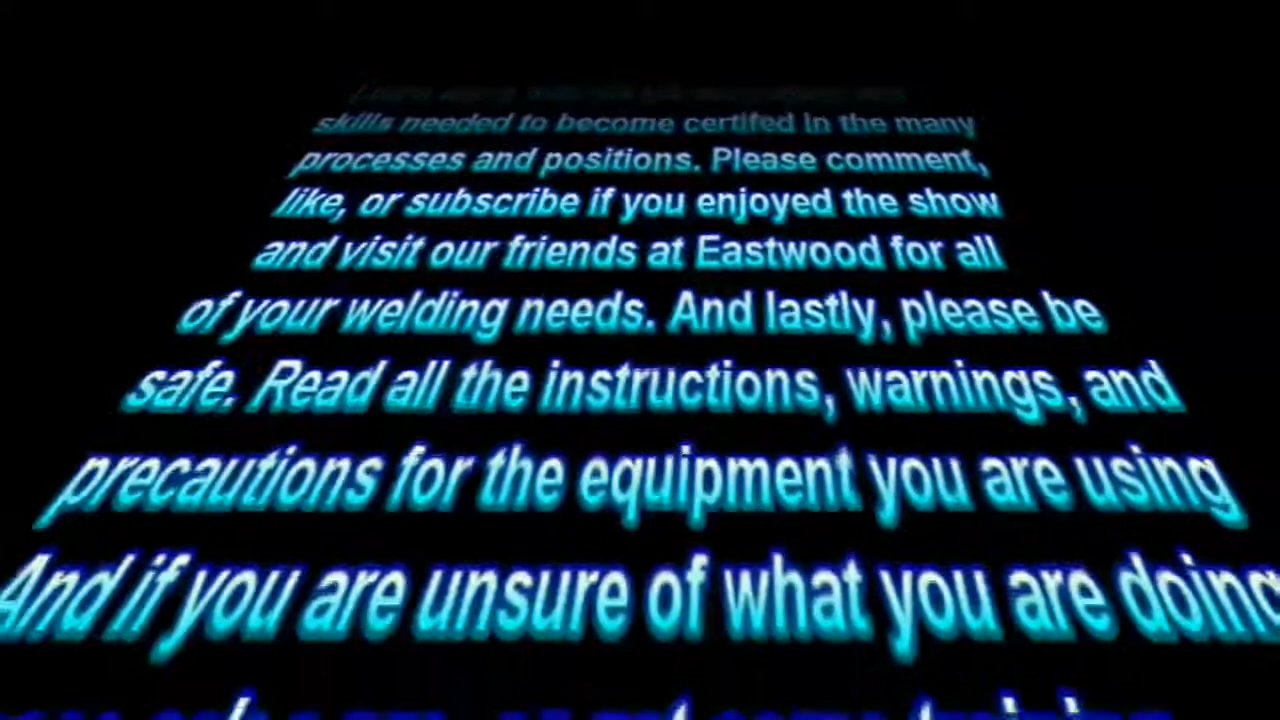 skills needed to become certifed in the many
processes and positions. Please comment,
like, or subscribe if you enjoyed the show
and visit our friends at Eastwood for all
of your welding needs. And lastly, please be
safe. Read all the instructions, warnings, and
precautions for the equipment you are using
And if you are unsure of what you are doing
training